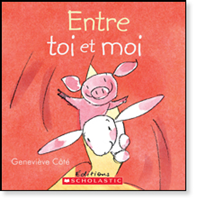 Entre
toi et moi
Geneviève Côté
Éditions
SCHOLASTIC